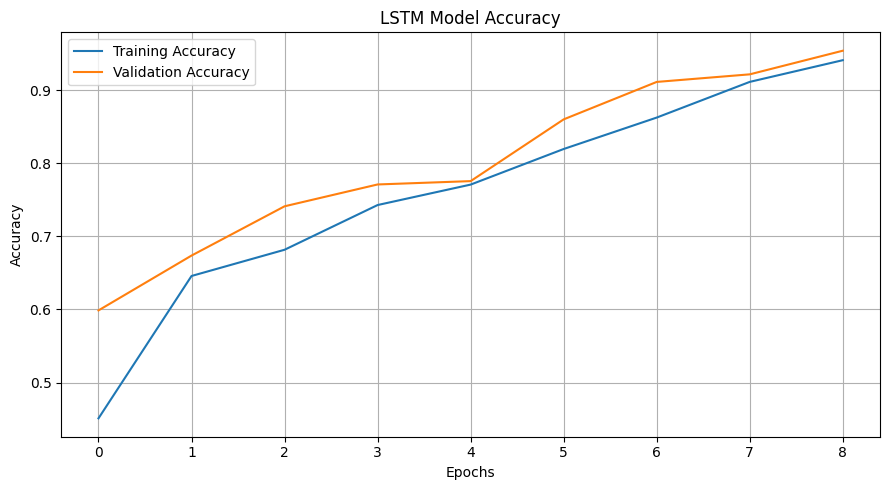 LSTM Model Accuracy
Training Accuracy
Validation Accuracy
Accuracy
0.9
0.8
0.7
0.6
0.5
0 1 2 3 4 5 6 7 8
Epochs